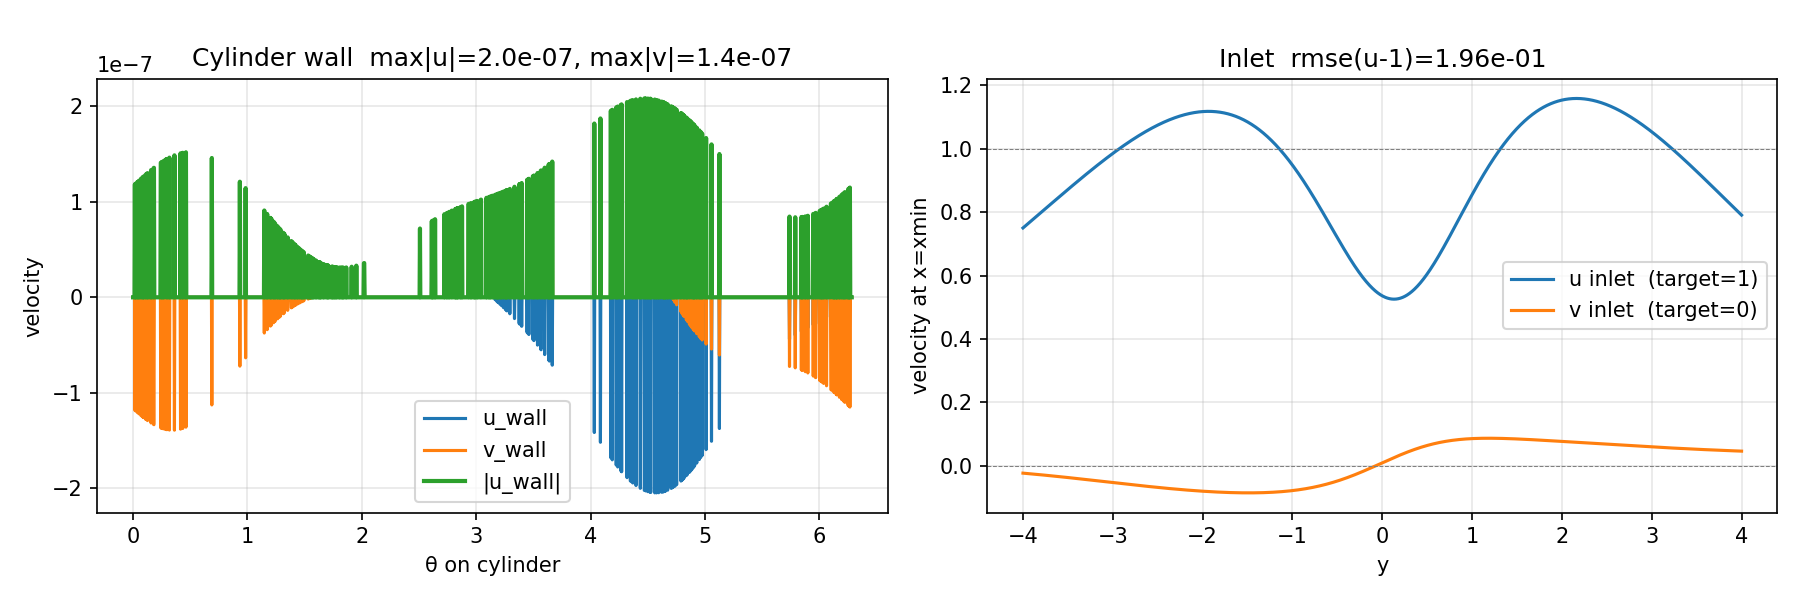 Cylinder wall  max|u|=2.0e-07, max|v|=1.4e-07
1e−7
2
1
0
−1
−2
velocity
0
1
2
3
4
5
6
θ on cylinder
u_wall
v_wall
|u_wall|
Inlet  rmse(u-1)=1.96e-01
1.2
1.0
0.8
0.6
0.4
0.2
0.0
velocity at x=xmin
−4
−3
−2
−1
0
1
2
3
4
y
u inlet  (target=1)
v inlet  (target=0)